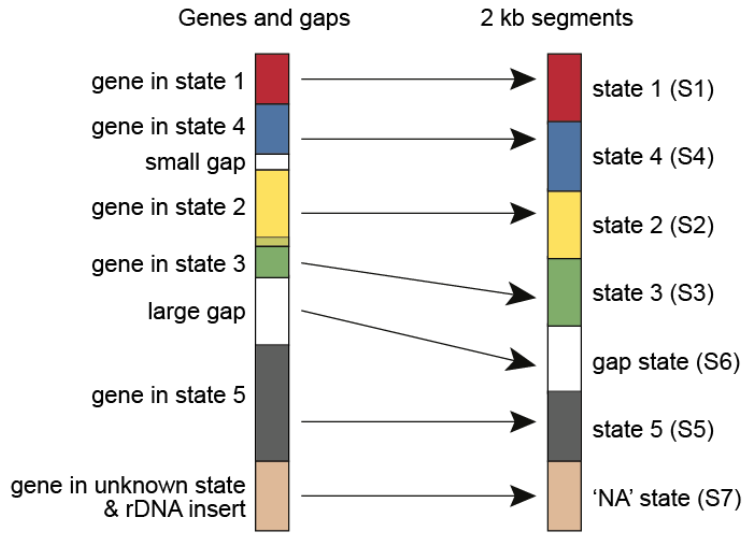 Genes and gaps
2 kb segments
gene in state 1
gene in state 4
small gap
gene in state 2
gene in state 3
large gap
gene in state 5
gene in unknown state
& rDNA insert
state 1 (S1)
state 4 (S4)
state 2 (S2)
state 3 (S3)
gap state (S6)
state 5 (S5)
‘NA’ state (S7)